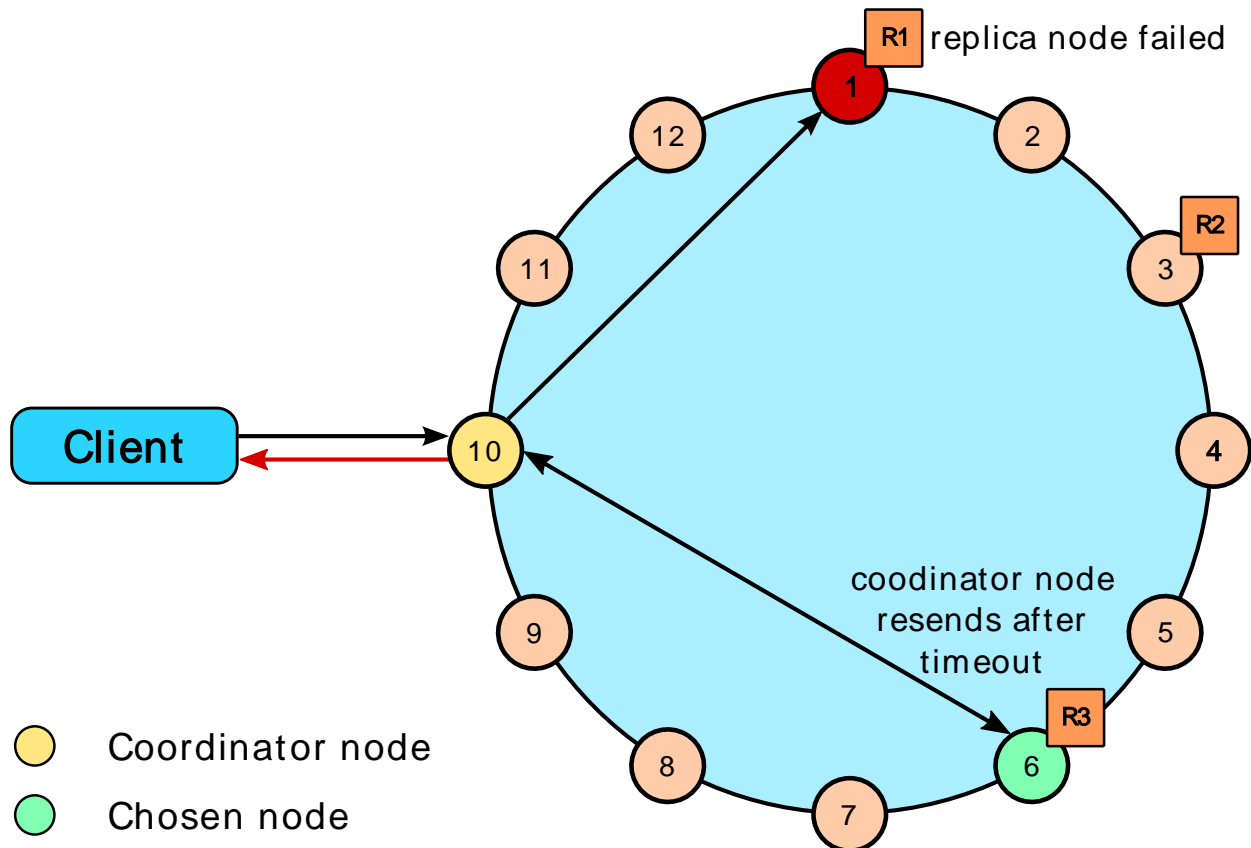 R1
replica node failed
1
12
2
R2
11
3
Client
10
4
coodinator node
resends after
timeout
9
5
R3
Coordinator node
8
6
7
Chosen node